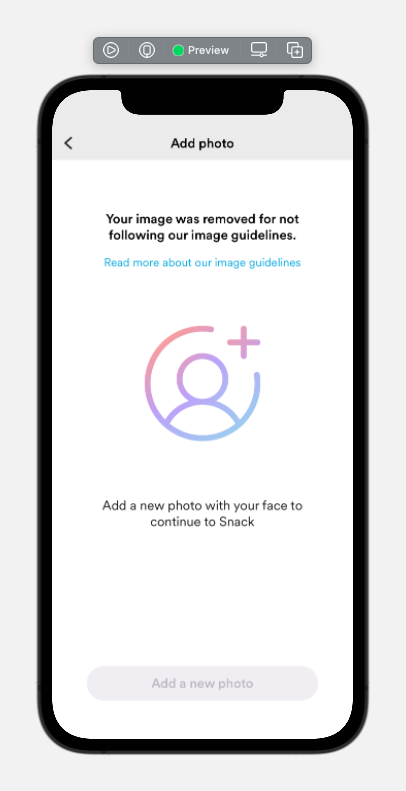 Preview
Add photo
Your image was removed for not
following our image guidelines.
Read more about our image guidelines
Add a new photo with your face to
continue to Snack
Add a new photo